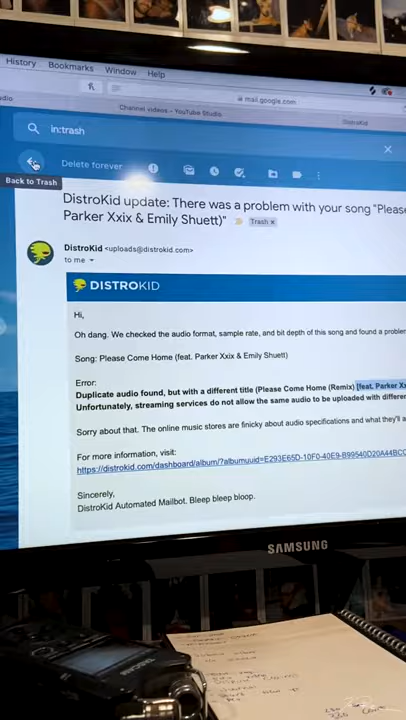 History Bookmarks Window Help
mail.google.com
Channel videos - YouTube Studio
DistroKid
in:trash
Delete forever
Back to Trash
DistroKid update: There was a problem with your song "Please
Parker Xxix & Emily Shuett)" Trash x
DistroKid <uploads@distrokid.com>
to me
DISTROKID
Hi,
Oh dang. We checked the audio format, sample rate, and bit depth of this song and found a
Song: Please Come Home (feat. Parker Xxix & Emily Shuett)
Error:
Duplicate audio found, but with a different title (Please Come Home (Remix) [feat. Parker
Unfortunately, streaming services do not allow the same audio to be uploaded with
Sorry about that. The online music stores are finicky about audio specifications and what
For more information, visit:
https://distrokid.com/dashboard/album/?albumuuid=E293E65D-10F0-40E9-B99540D20A44BC
Sincerely,
DistroKid Automated Mailbot. Bleep bleep bloop.
SAMSUNG
TASCAM